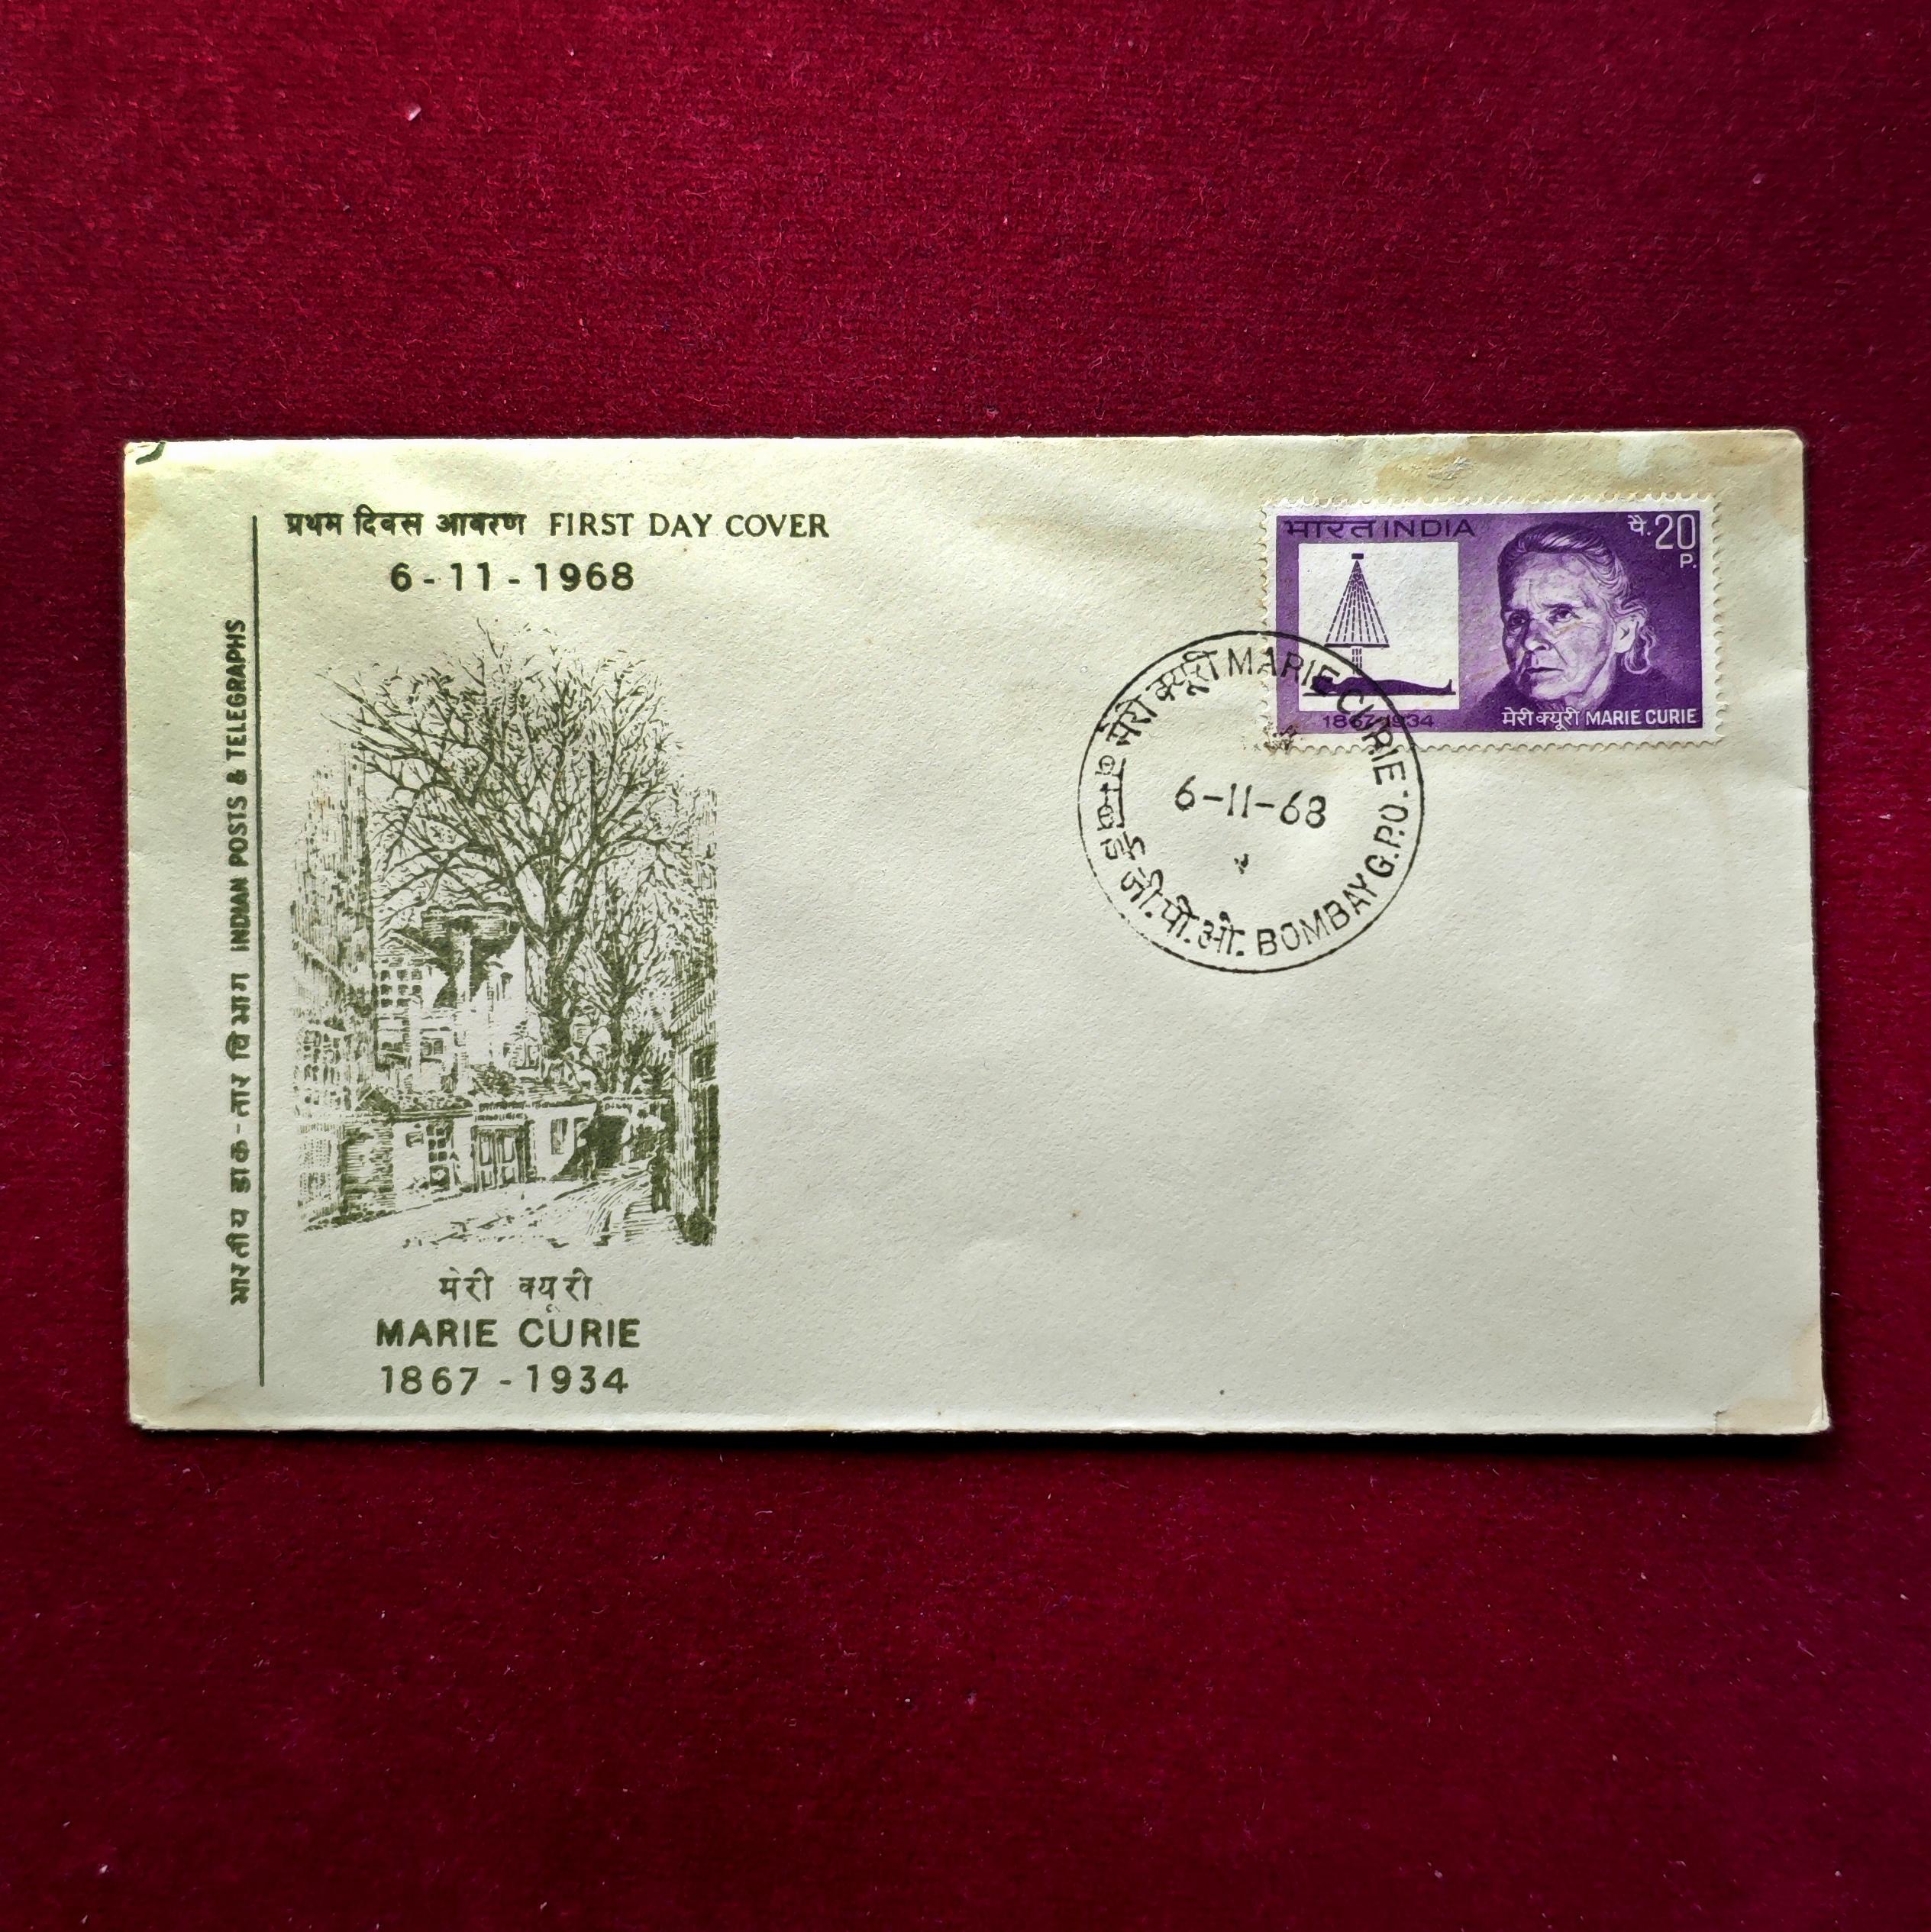 प्रथम दिवस आवरण FIRST DAY COVER
6-11-1968
भारतीय डाक-तार विभाग INDIAN POSTS & TELEGRAPHS
मेरी क्यूरी
MARIE CURIE
1867-1934
भारत INDIA
पै. 20 P.
1867-1934
मेरी क्यूरी MARIE CURIE
मेरी क्यूरी MARIE CURIE
6-11-68
जी.पी.ओ. BOMBAY G.P.O.